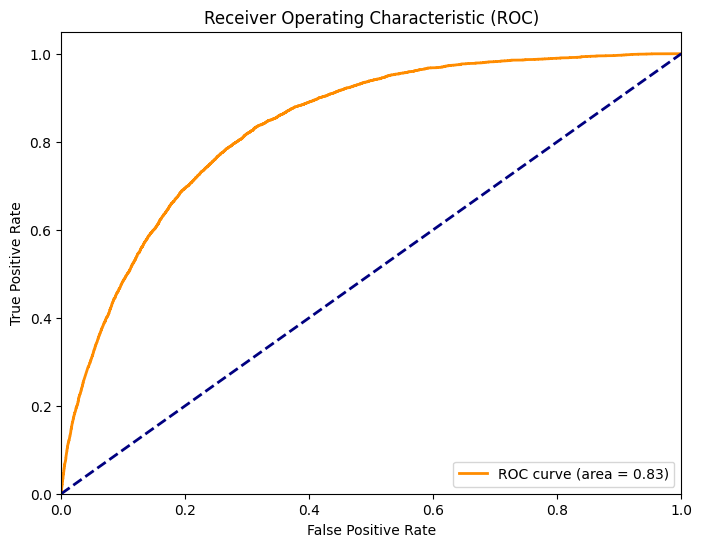 Receiver Operating Characteristic (ROC)
True Positive Rate
1.0
0.8
0.6
0.4
0.2
0.0
ROC curve (area = 0.83)
0.0 0.2 0.4 0.6 0.8 1.0
False Positive Rate